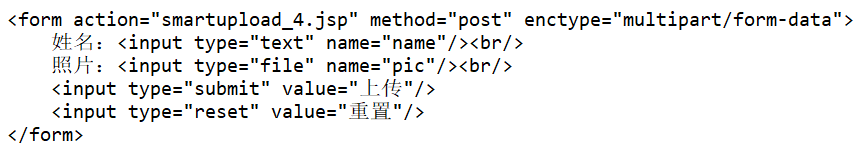 <form action="smartupload_4.jsp" method="post" enctype="multipart/form-data">
    姓名：<input type="text" name="name"/><br/>
    照片：<input type="file" name="pic"/><br/>
    <input type="submit" value="上传"/>
    <input type="reset" value="重置"/>
</form>